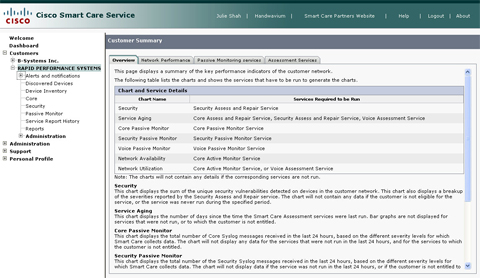 CISCO
Cisco Smart Care Service
Julie Shah | Handwavium | Smart Care Partners Website | Help | Logout | About
Welcome
Dashboard
Customers
B-Systems Inc.
RAPID PERFORMANCE SYSTEMS
Alerts and notifications
Discovered Devices
Device Inventory
Core
Security
Passive Monitor
Service Report History
Reports
Administration
Administration
Support
Personal Profile
Customer Summary
Overview Network Performance Passive Monitoring services Assessment Services
This page displays a summary of the key performance indicators of the customer network.
The following table lists the charts and shows the services that have to be run to generate the charts.
Chart and Service Details
Chart Name Services Required to be Run
Security Security Assess and Repair Service
Service Aging Core Assess and Repair Service, Security Assess and Repair Service, Voice Assessment Service
Core Passive Monitor Core Passive Monitor Service
Security Passive Monitor Security Passive Monitor Service
Voice Passive Monitor Voice Passive Monitor Service
Network Availability Core Active Monitor Service
Network Utilization Core Active Monitor Service, or Voice Assessment Service
Note: The charts will not contain any details if the corresponding services are not run.
Security
This chart displays the sum of the unique security vulnerabilities detected on devices in the customer network. This chart also displays a breakup
of the severities reported by the Security Assess and Repair service. The chart will not contain any data if the customer is not eligible for the
service, or the service was never run during the specified period.
Service Aging
This chart displays the number of days since the time the Smart Care Assessment services were last run. Bar graphs are not displayed for
services that were not run, or to which the customer is not entitled.
Core Passive Monitor
This chart displays the total number of Core Syslog messages received in the last 24 hours, based on the different severity levels for which
Smart Care collects data. The chart will not display any data for the services that were not run in the last 24 hours, and for the services to which
the customer is not entitled.
Security Passive Monitor
This chart displays the total number of the Security Syslog messages received in the last 24 hours, based on the different severity levels for
which Smart Care collects data. The chart will not display data if the service was not run in the last 24 hours, or if the customer is not entitled to